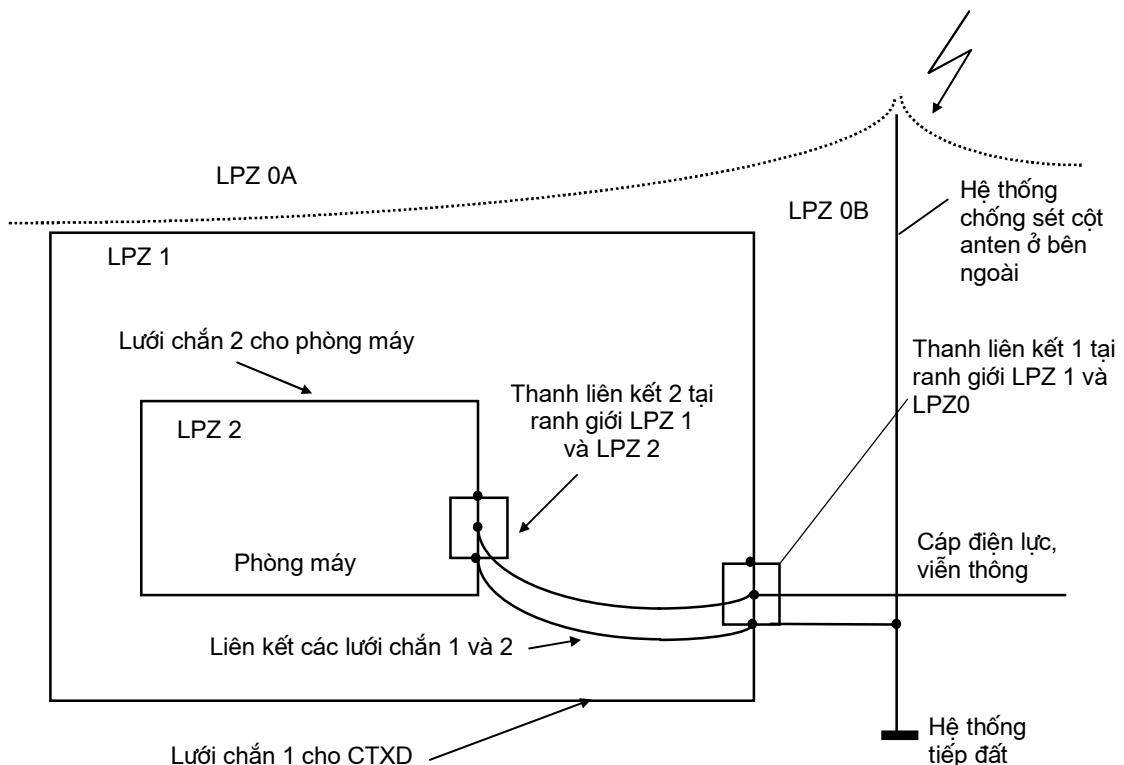 LPZ 0A
LPZ 0B
Hệ thống
chống sét cột
anten ở bên
ngoài
LPZ 1
Lưới chắn 2 cho phòng máy
Thanh liên kết 1 tại
ranh giới LPZ 1 và
LPZ0
Thanh liên kết 2 tại
ranh giới LPZ 1
và LPZ 2
LPZ 2
Phòng máy
Cáp điện lực,
viễn thông
Liên kết các lưới chắn 1 và 2
Lưới chắn 1 cho CTXD
Hệ thống
tiếp đất